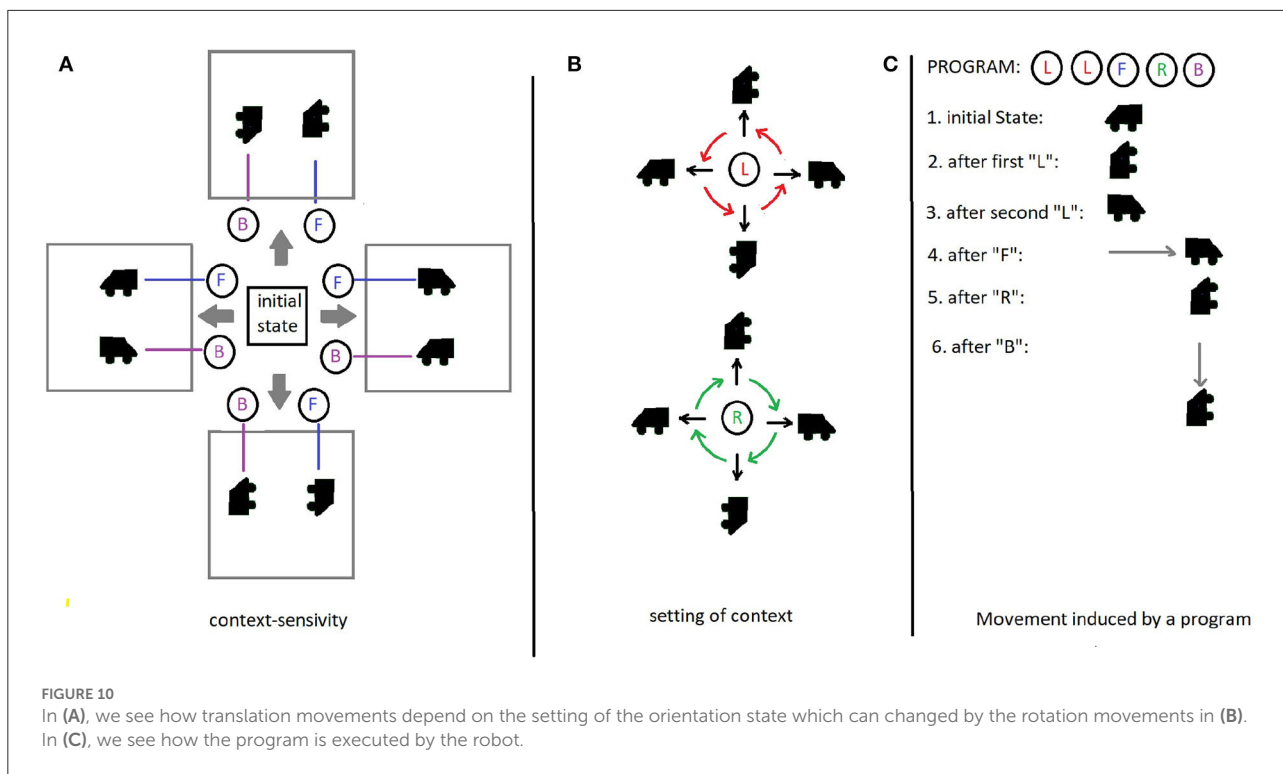 A
B
F
F
B
F
initial
state
B
B
F
context-sensivity
B
L
R
setting of context
C
PROGRAM: L L F R B
1. initial State:
2. after first "L":
3. after second "L":
4. after "F":
5. after "R":
6. after "B":
Movement induced by a program
FIGURE 10
In (A), we see how translation movements depend on the setting of the orientation state which can changed by the rotation movements in (B).
In (C), we see how the program is executed by the robot.